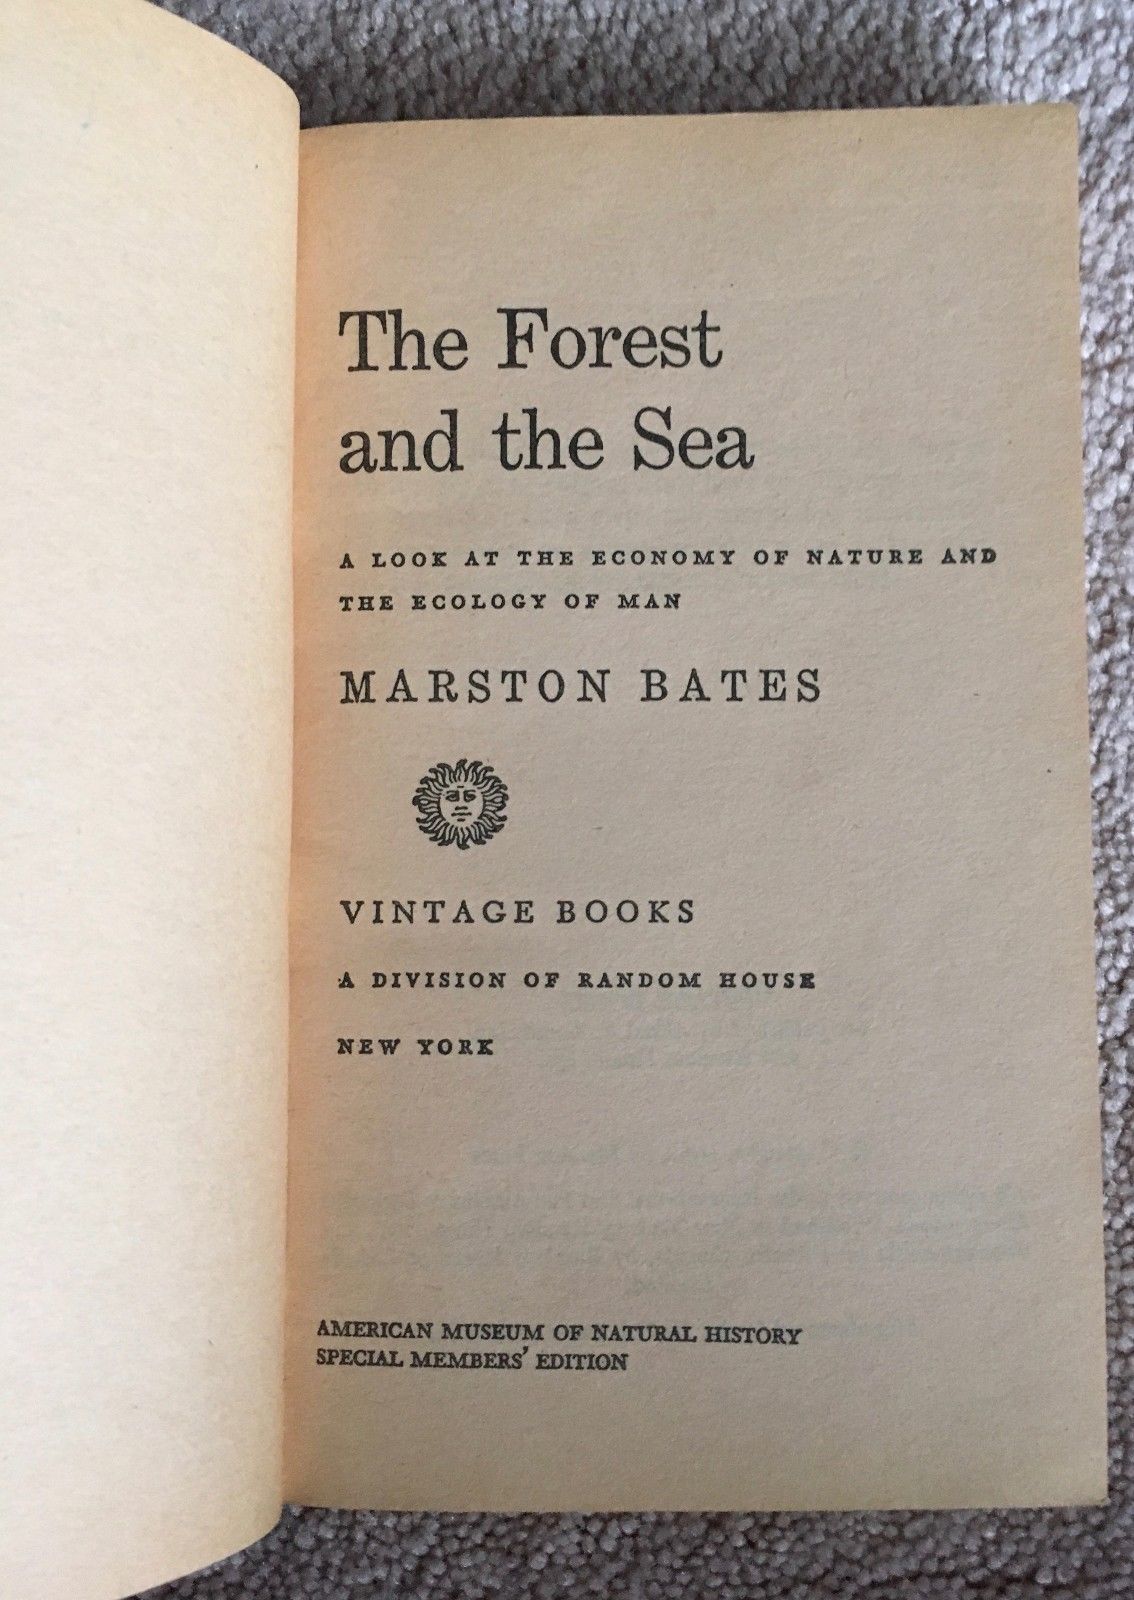 The Forest
and the Sea
A LOOK AT THE ECONOMY OF NATURE AND
THE ECOLOGY OF MAN
MARSTON BATES
VINTAGE BOOKS
A DIVISION OF RANDOM HOUSE
NEW YORK
AMERICAN MUSEUM OF NATURAL HISTORY
SPECIAL MEMBERS' EDITION